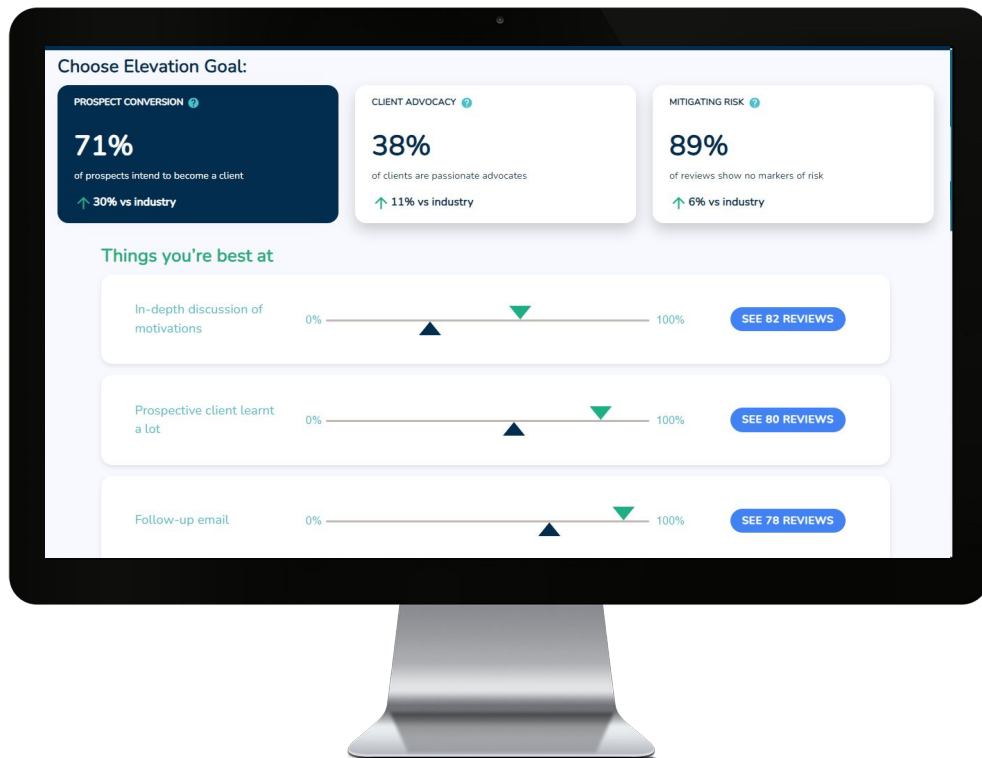 Choose Elevation Goal:
PROSPECT CONVERSION ?
71%
of prospects intend to become a client
↑ 30% vs industry
CLIENT ADVOCACY ?
38%
of clients are passionate advocates
↑ 11% vs industry
MITIGATING RISK ?
89%
of reviews show no markers of risk
↑ 6% vs industry
Things you're best at
In-depth discussion of
motivations
0%
100%
SEE 82 REVIEWS
Prospective client learnt
a lot
0%
100%
SEE 80 REVIEWS
Follow-up email
0%
100%
SEE 78 REVIEWS